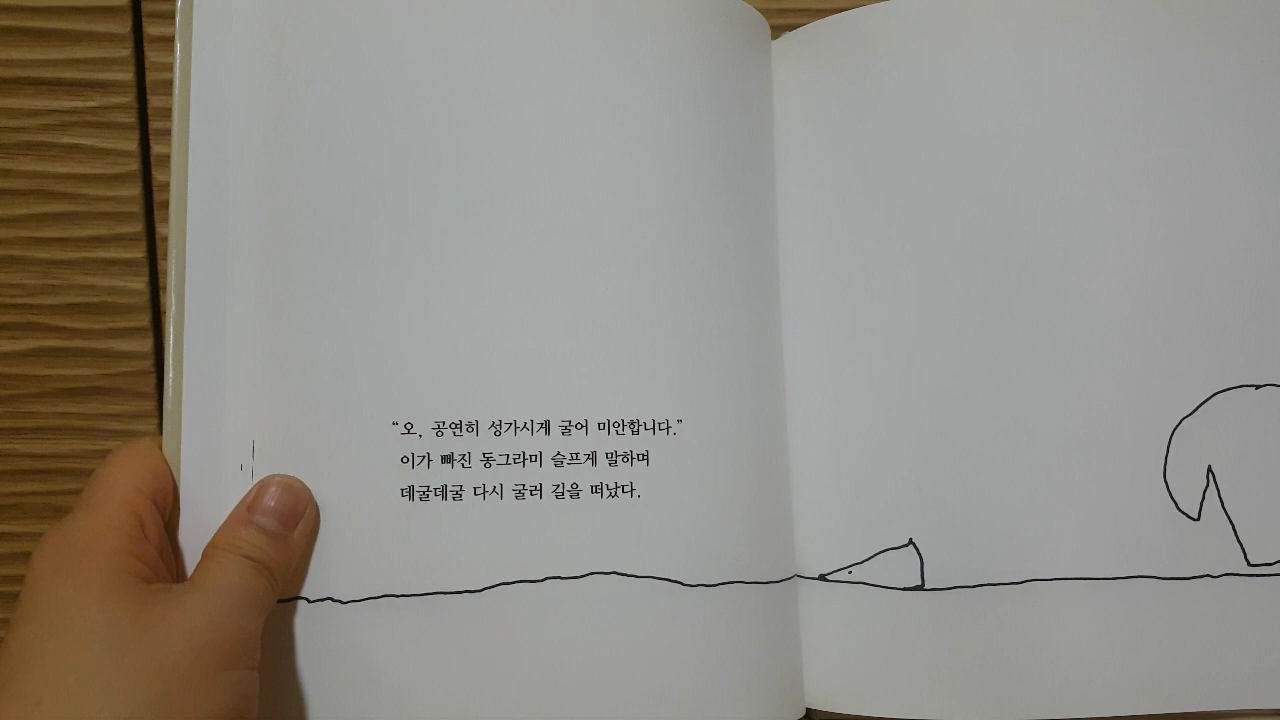 “오, 공연히 성가시게 굴어 미안합니다.”
이가 빠진 동그라미 슬프게 말하며
데굴데굴 다시 굴러 길을 떠났다.